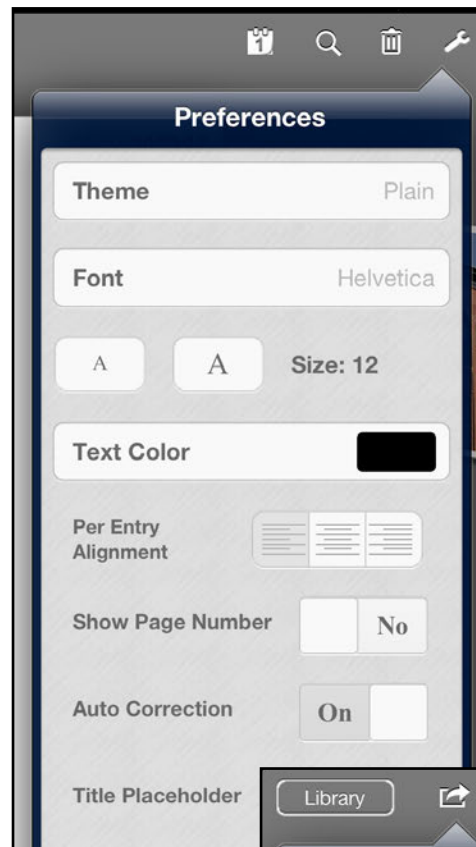 1
Preferences
Theme Plain
Font Helvetica
A A Size: 12
Text Color
Per Entry
Alignment
Show Page Number No
Auto Correction On
Title Placeholder
Library